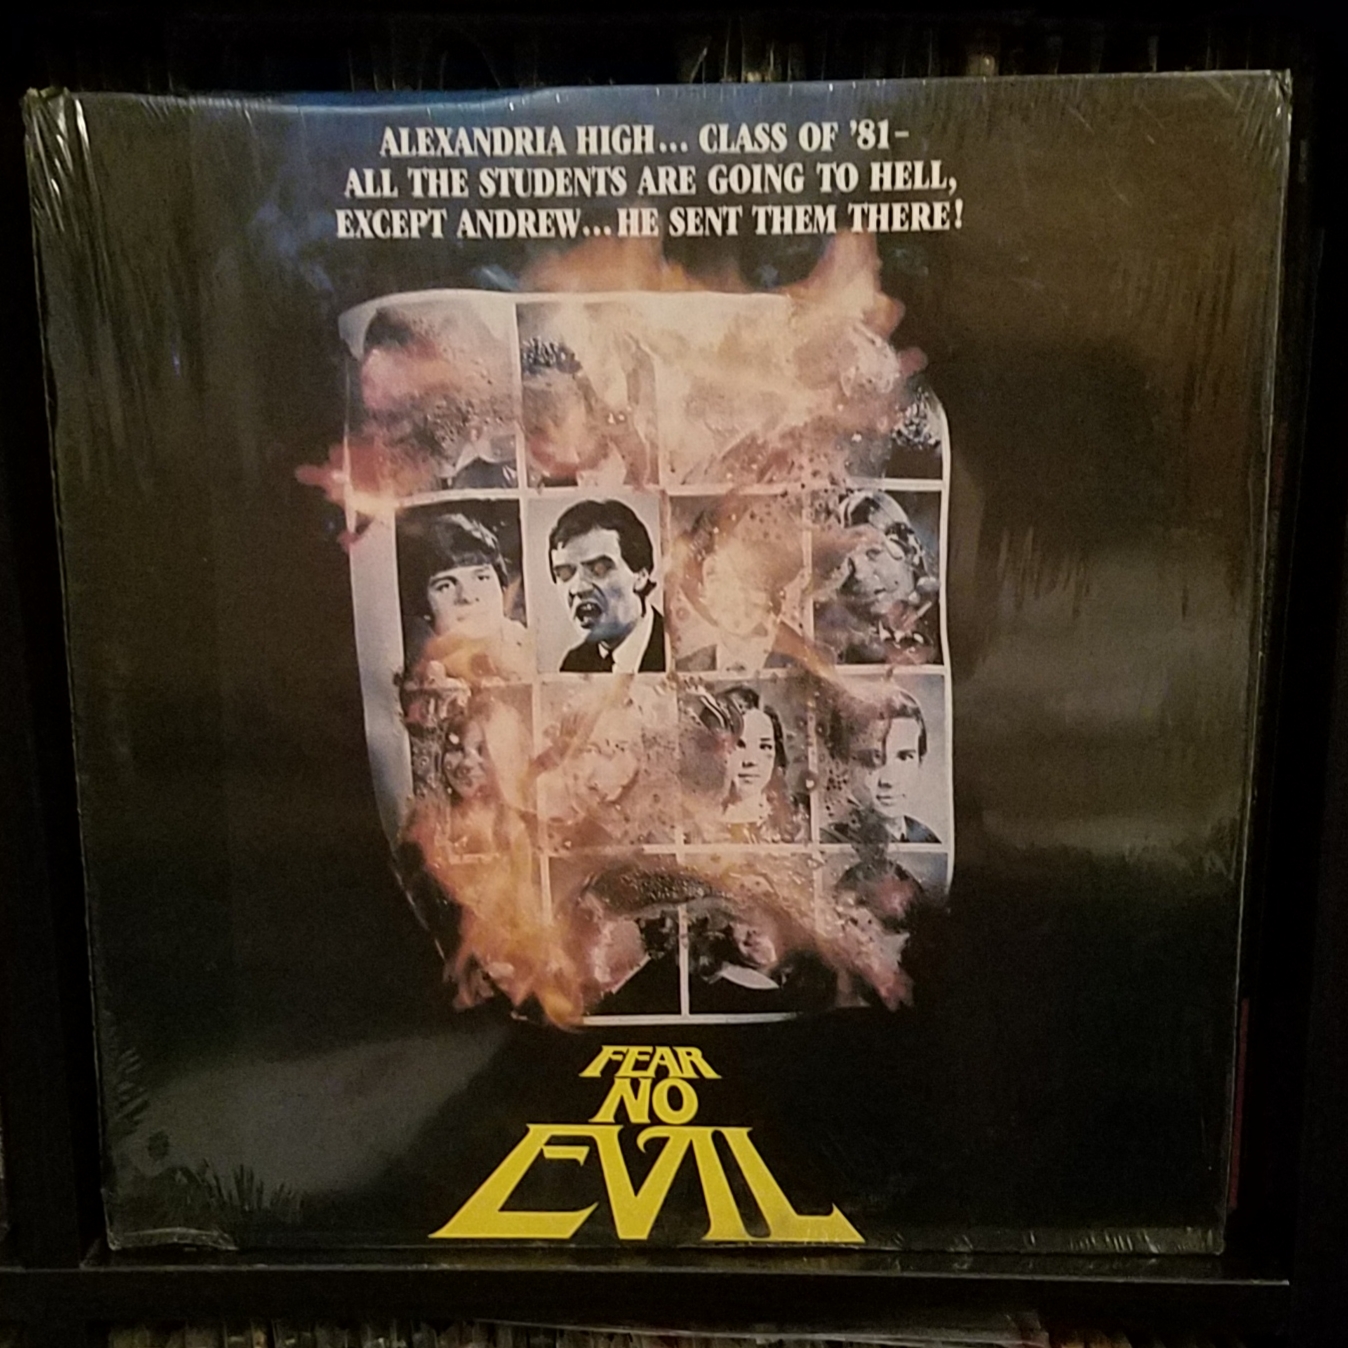 ALEXANDRIA HIGH... CLASS OF '81-
ALL THE STUDENTS ARE GOING TO HELL,
EXCEPT ANDREW... HE SENT THEM THERE!
FEAR
NO
EVIL